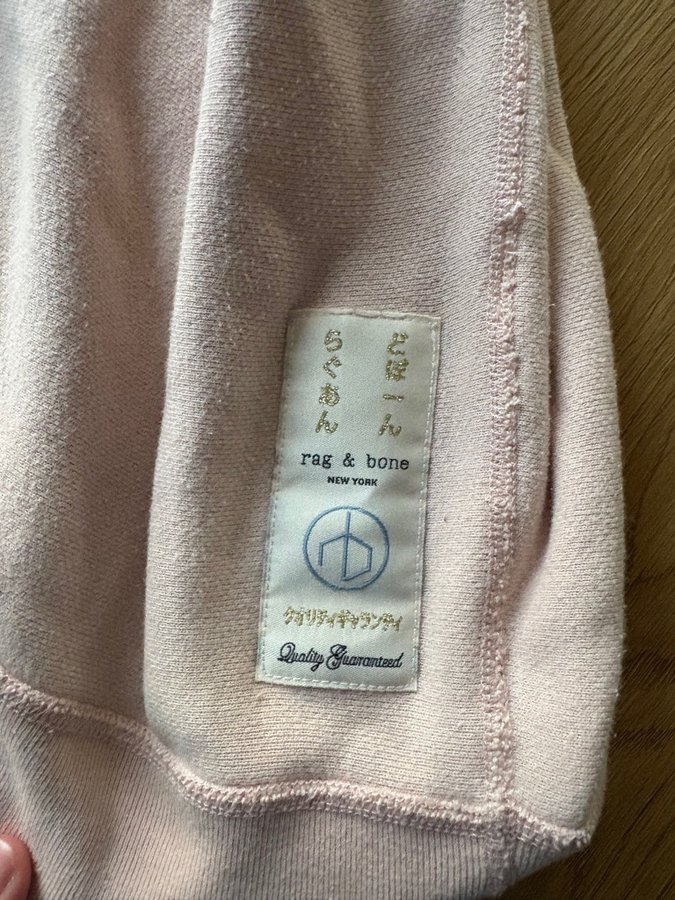 らぐあん
どぼーん
rag & bone
NEW YORK
クオリティギャランティ
Quality Guaranteed